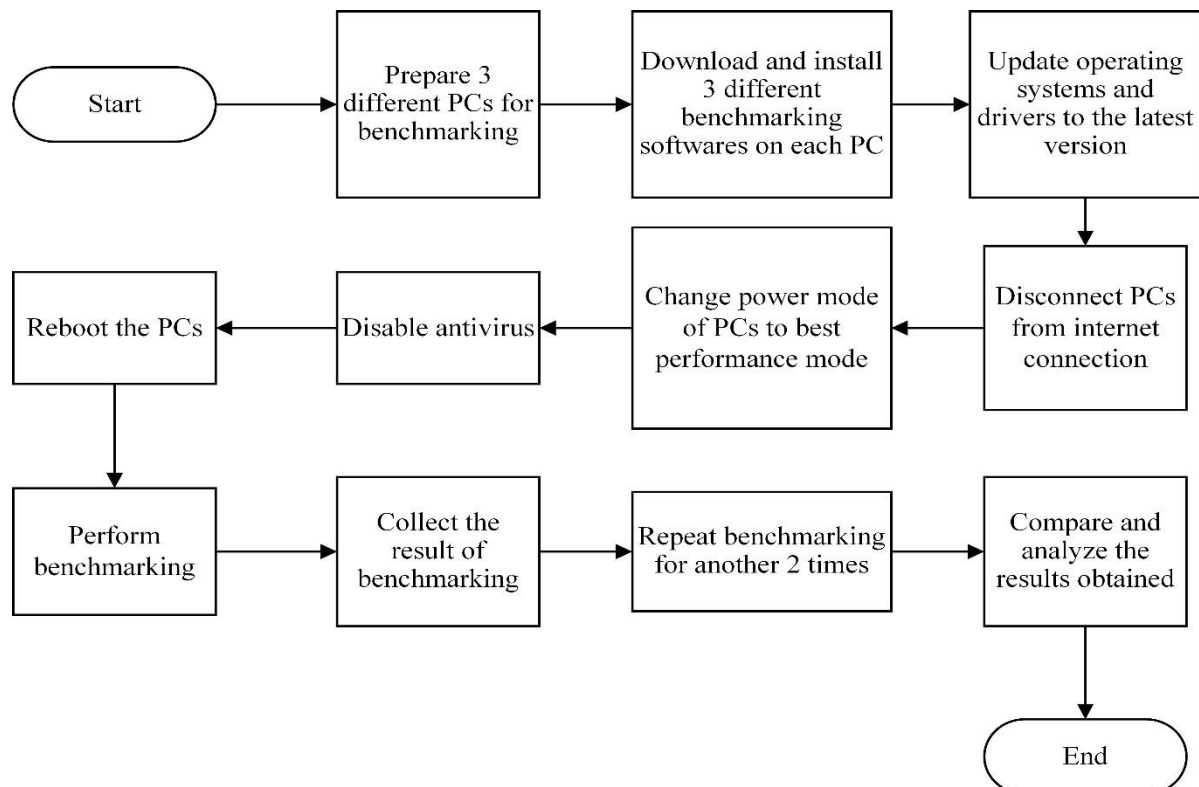 Start
Prepare 3
different PCs for
benchmarking
Download and install
3 different
benchmarking
softwares on each PC
Update operating
systems and
drivers to the latest
version
Disconnect PCs
from internet
connection
Change power mode
of PCs to best
performance mode
Disable antivirus
Reboot the PCs
Perform
benchmarking
Collect the
result of
benchmarking
Repeat benchmarking
for another 2 times
Compare and
analyze the
results obtained
End